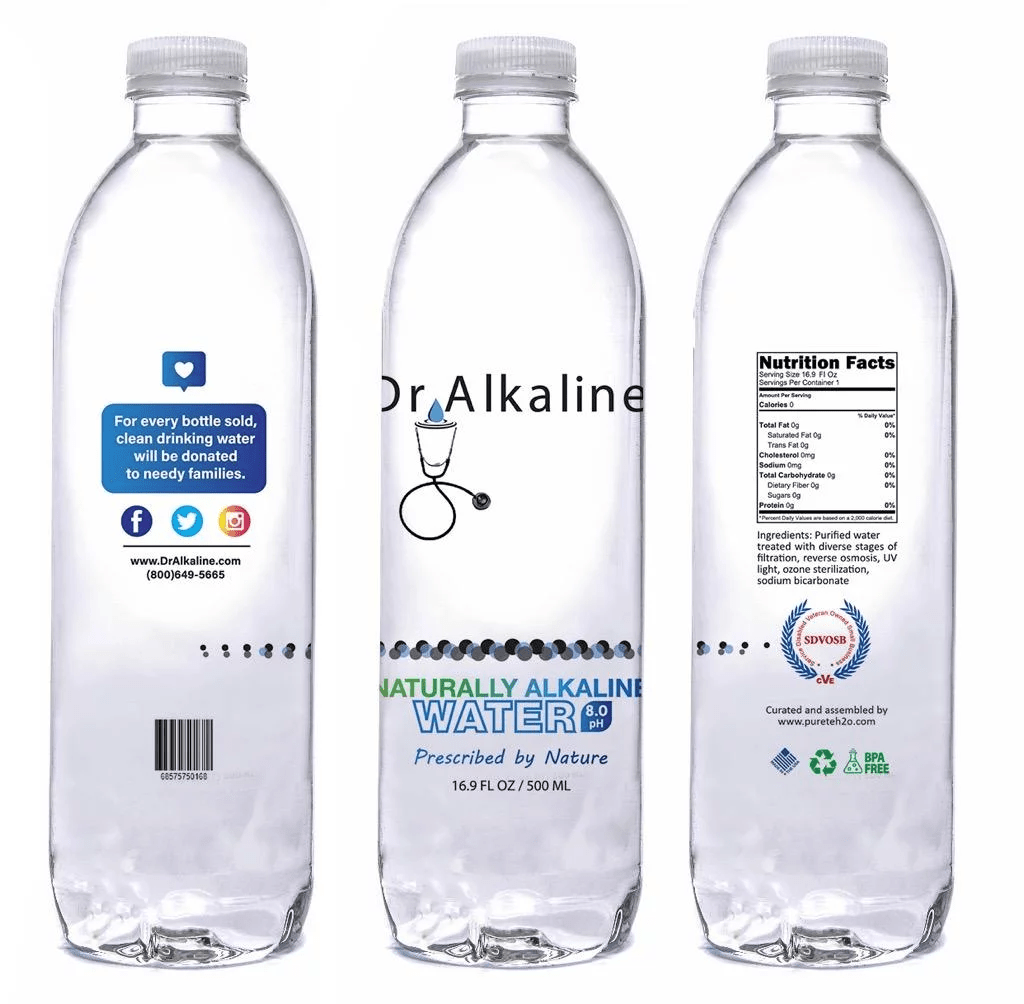 For every bottle sold,
clean drinking water
will be donated
to needy families.
www.DrAlkaline.com
(800)649-5665
68575750168
Dr.Alkaline
NATURALLY ALKALINE
WATER 8.0
pH
Prescribed by Nature
16.9 FL OZ / 500 ML
Nutrition Facts
Serving Size 16.9 Fl Oz
Servings Per Container 1
Amount Per Serving
Calories 0
% Daily Value*
Total Fat 0g 0%
Saturated Fat 0g 0%
Trans Fat 0g
Cholesterol 0mg 0%
Sodium 0mg 0%
Total Carbohydrate 0g 0%
Dietary Fiber 0g 0%
Sugars 0g
Protein 0g 0%
*Percent Daily Values are based on a 2,000 calorie diet.
Ingredients: Purified water
treated with diverse stages of
filtration, reverse osmosis, UV
light, ozone sterilization,
sodium bicarbonate
Service Disabled Veteran Owned Small Business
SDVOSB
CVE
Curated and assembled by
www.pureteh2o.com
BPA
FREE